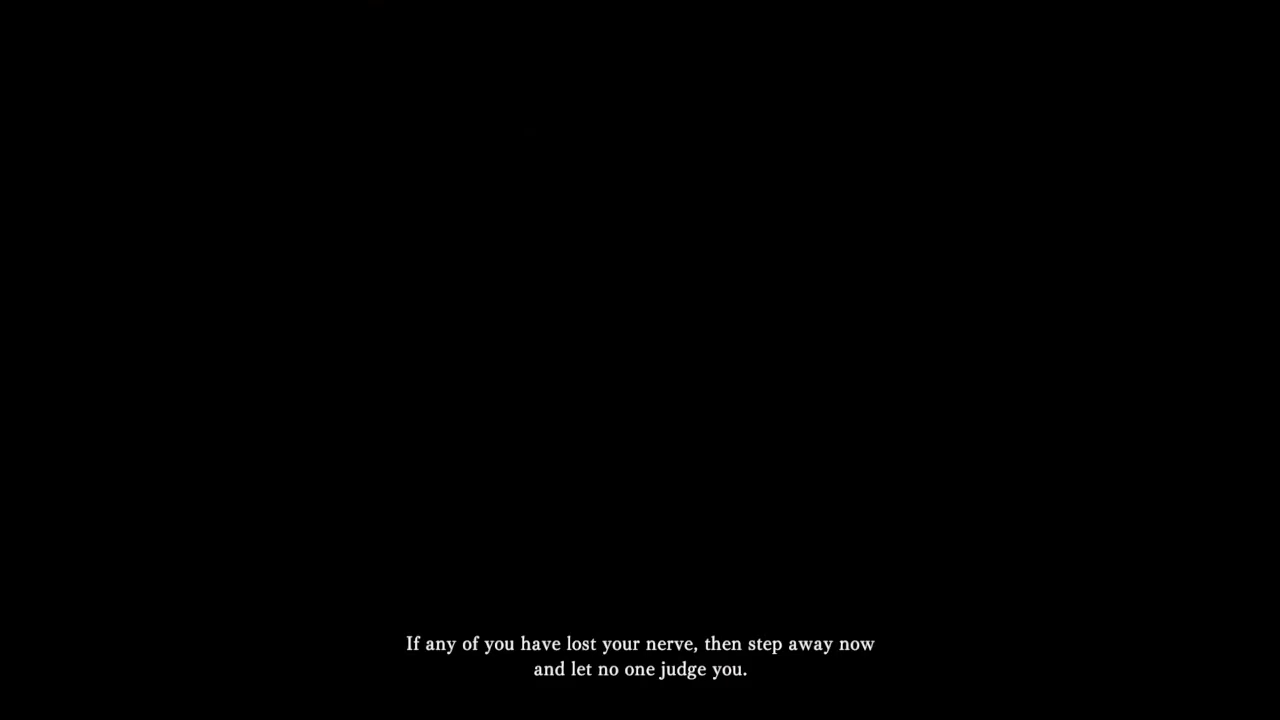 If any of you have lost your nerve, then step away now
and let no one judge you.